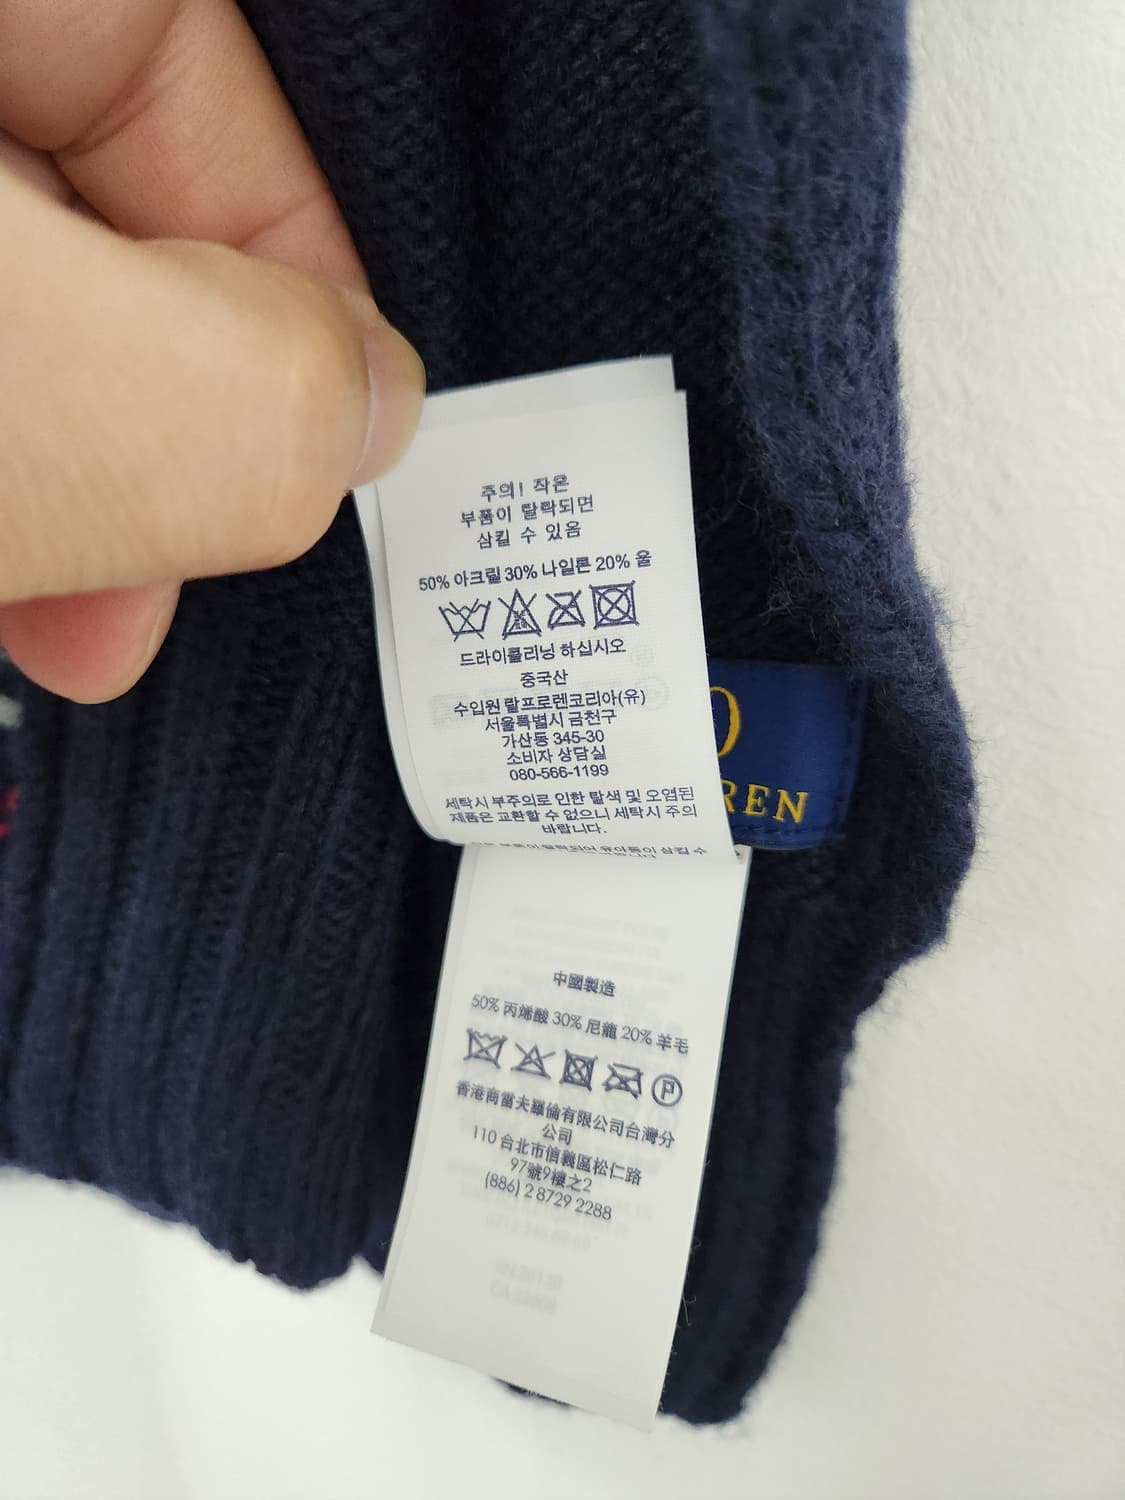 주의! 작은
부품이 탈락되면
삼킬 수 있음
50% 아크릴 30% 나일론 20% 울
드라이클리닝 하십시오
중국산
수입원 랄프로렌코리아(유)
서울특별시 금천구
가산동 345-30
소비자 상담실
080-566-1199
세탁시 부주의로 인한 탈색 및 오염된
제품은 교환할 수 없으니 세탁시 주의
바랍니다.
REN
中國製造
50% 丙烯酸 30% 尼龍 20% 羊毛
P
香港商當夫羅倫有限公司台灣分
公司
110 台北市信義區松仁路
97號9樓之2
(886) 2 8729 2288